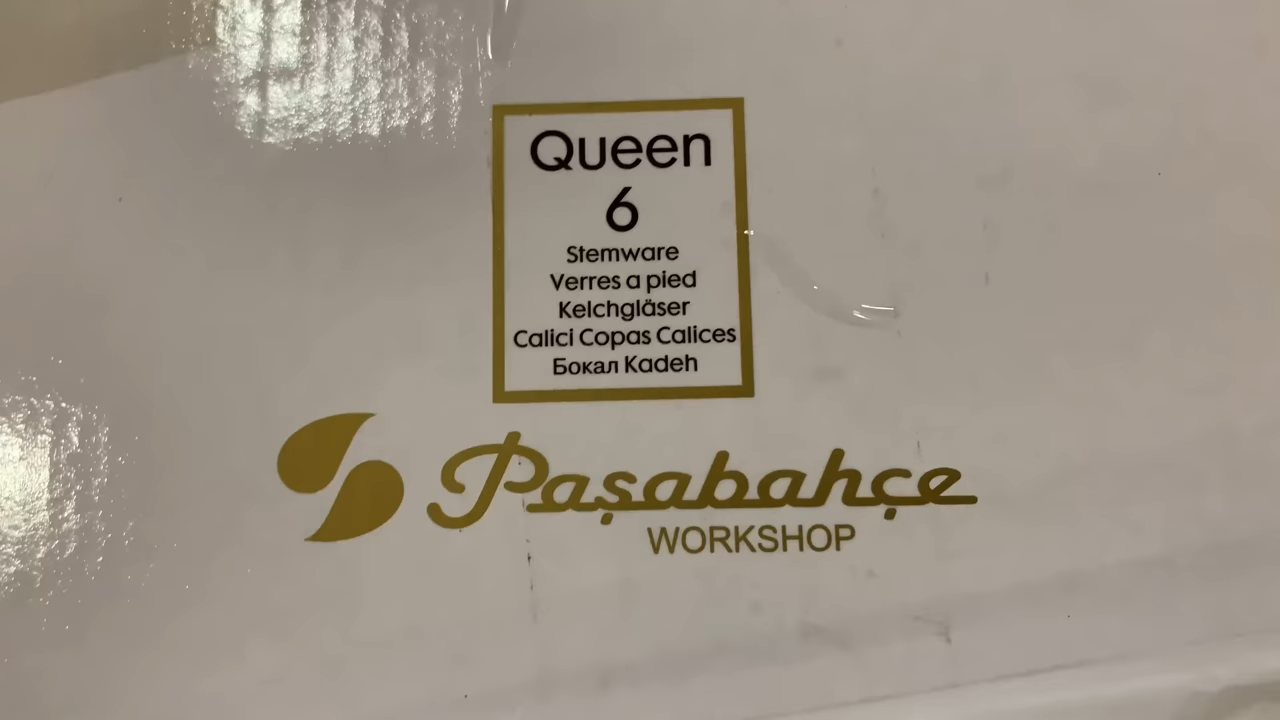 Queen
6
Stemware
Verres a pied
Kelchgläser
Calici Copas Calices
Бокал Kadeh
Paşabahçe
WORKSHOP